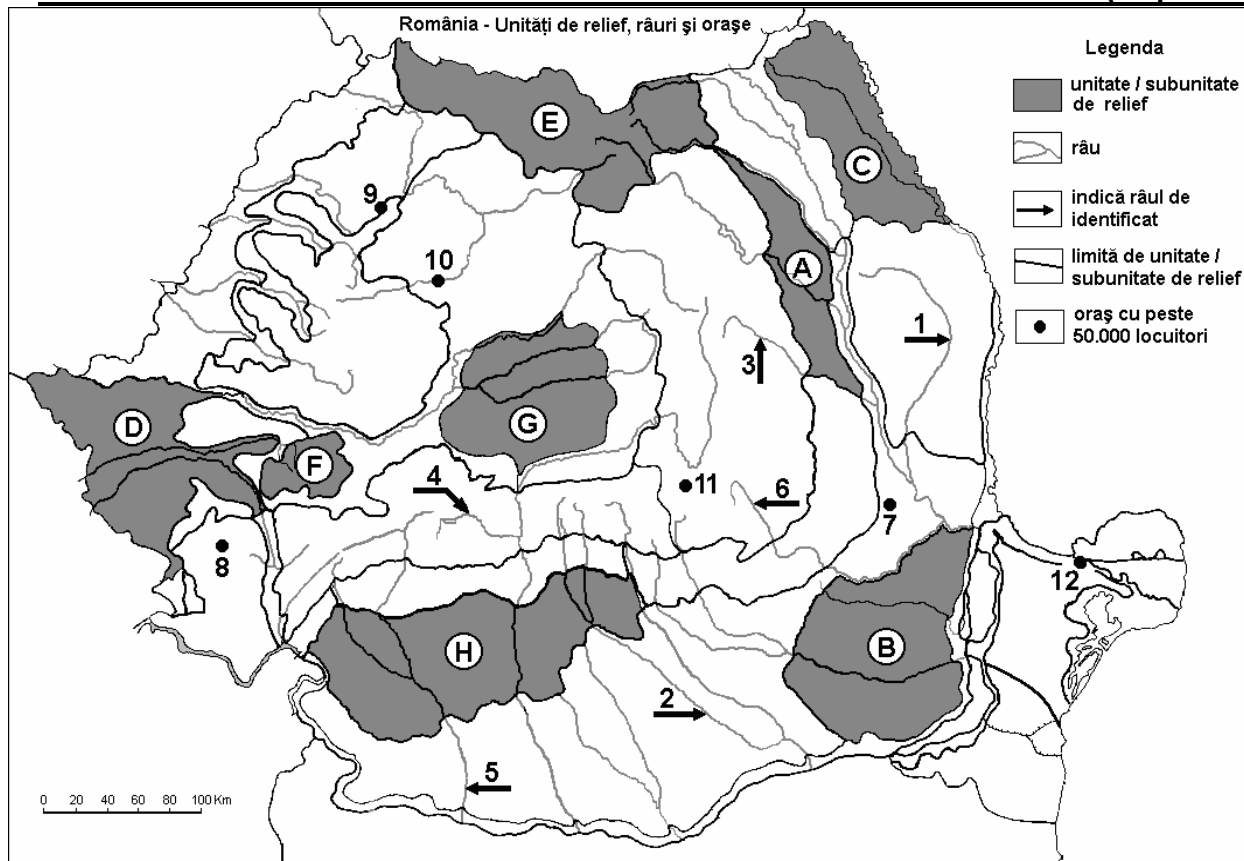 România - Unități de relief, râuri și orașe
Legenda
unitate / subunitate
de relief
râu
indică râul de
identificat
limită de unitate /
subunitate de relief
oraș cu peste
50.000 locuitori
E
C
9
A
10
1
3
D
G
F
4
11
6
7
8
12
H
B
2
5
0 20 40 60 80 100 Km